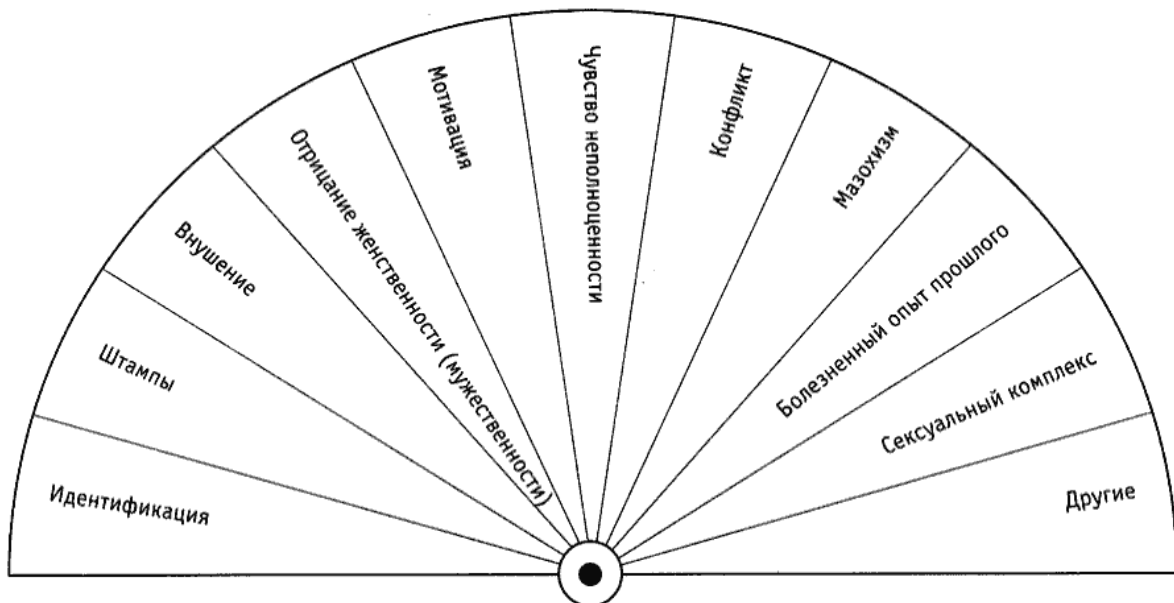 Идентификация
Штампы
Внушение
Отрицание женственности (мужественности)
Мотивация
Чувство неполноценности
Конфликт
Мазохизм
Болезненный опыт прошлого
Сексуальный комплекс
Другие